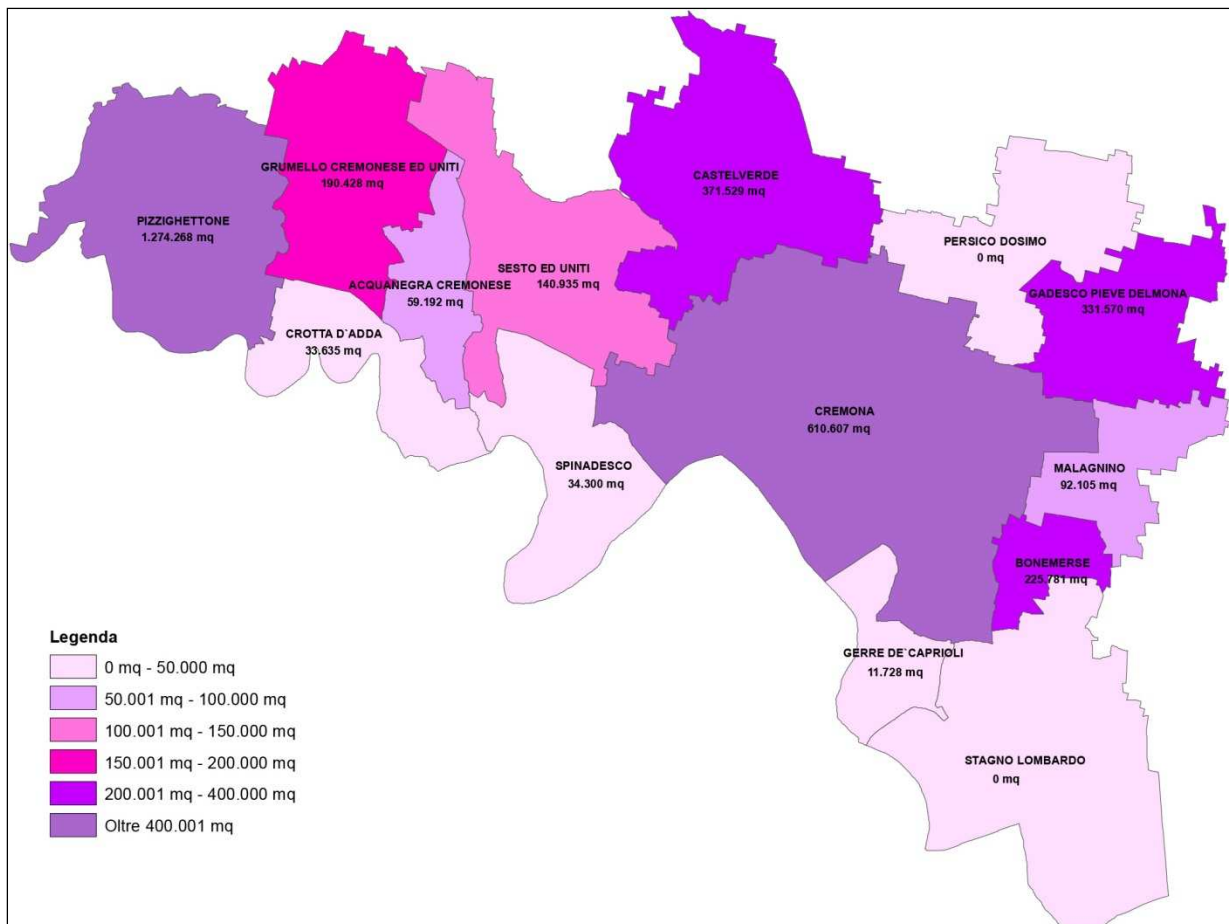 CASTELVERDE
371.529 mq
GRUMELLO CREMONESE ED UNITI
190.428 mq
PIZZIGHETTONE
1.274.268 mq
PERSICO DOSIMO
0 mq
SESTO ED UNITI
140.935 mq
ACQUANEGRA CREMONESE
59.192 mq
GADESCO PIEVE DELMONA
331.570 mq
CROTTA D`ADDA
33.635 mq
CREMONA
610.607 mq
SPINADESCO
34.300 mq
MALAGNINO
92.105 mq
BONEMERSE
225.781 mq
GERRE DE`CAPRIOLI
11.728 mq
STAGNO LOMBARDO
0 mq
Legenda
0 mq - 50.000 mq
50.001 mq - 100.000 mq
100.001 mq - 150.000 mq
150.001 mq - 200.000 mq
200.001 mq - 400.000 mq
Oltre 400.001 mq